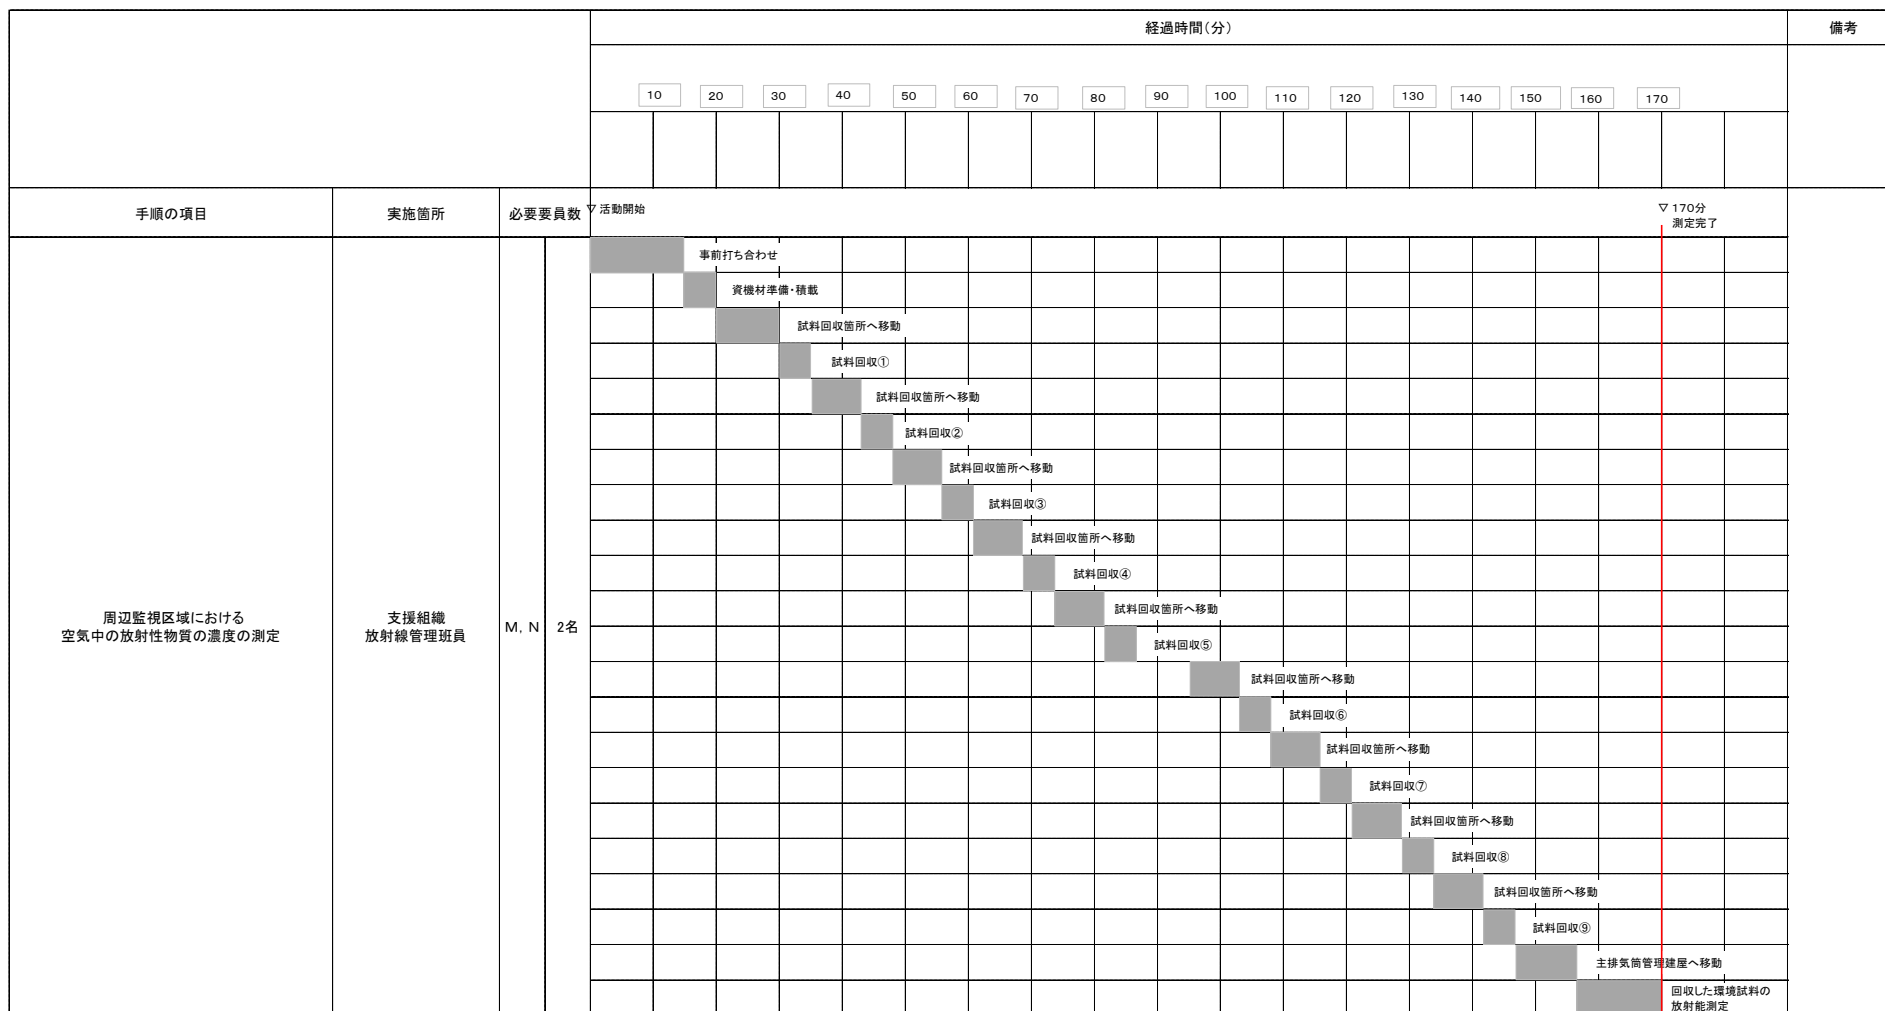 経過時間(分)
備考
10
20
30
40
50
60
70
80
90
100
110
120
130
140
150
160
170
手順の項目
実施箇所
必要要員数
▽ 活動開始
▽ 170分
測定完了
事前打ち合わせ
資機材準備・積載
試料回収箇所へ移動
試料回収①
試料回収箇所へ移動
試料回収②
試料回収箇所へ移動
試料回収③
試料回収箇所へ移動
試料回収④
試料回収箇所へ移動
周辺監視区域における
空気中の放射性物質の濃度の測定
支援組織
放射線管理班員
M, N
2名
試料回収⑤
試料回収箇所へ移動
試料回収⑥
試料回収箇所へ移動
試料回収⑦
試料回収箇所へ移動
試料回収⑧
試料回収箇所へ移動
試料回収⑨
主排気筒管理建屋へ移動
回収した環境試料の
放射能測定